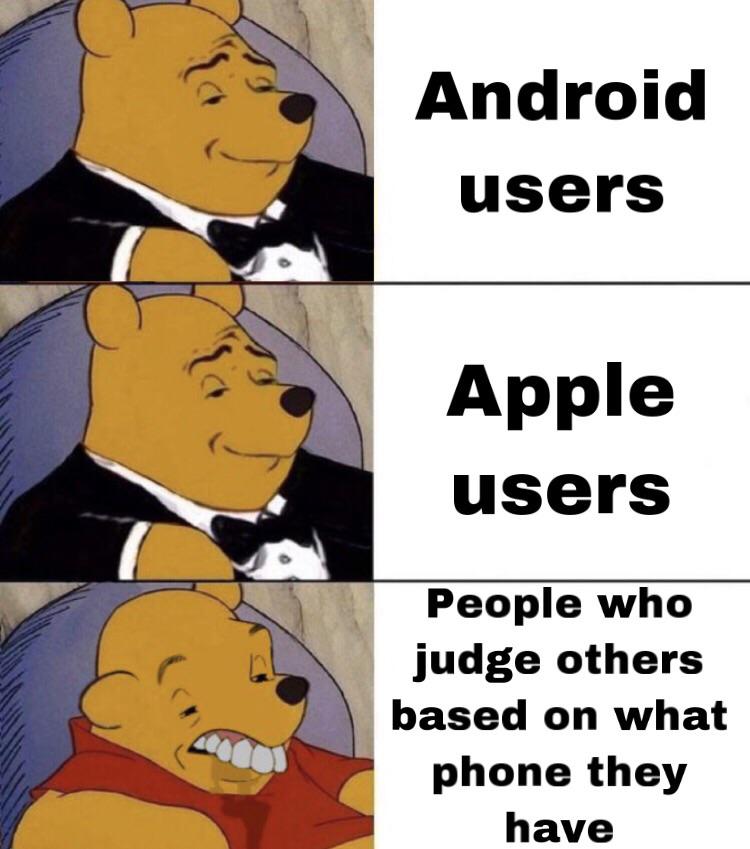 Android
users
Apple
users
People who
judge others
based on what
phone they
have